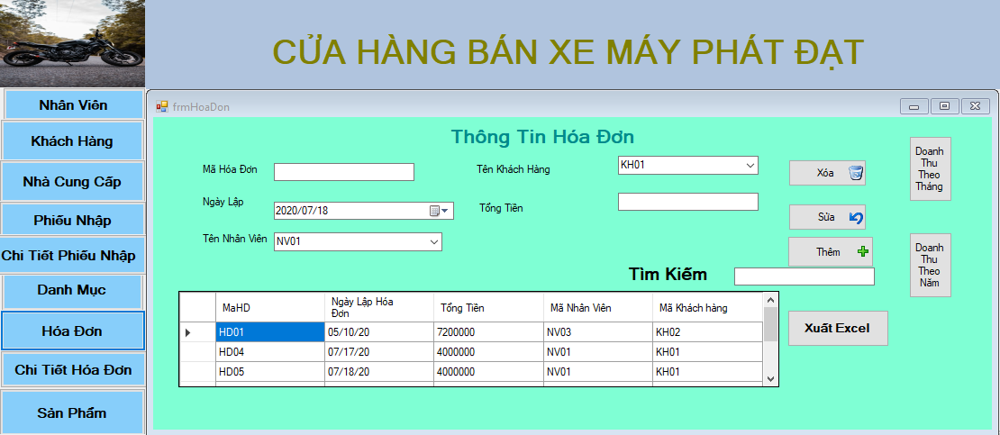 CỬA HÀNG BÁN XE MÁY PHÁT ĐẠT
Nhân Viên
Khách Hàng
Nhà Cung Cấp
Phiếu Nhập
Chi Tiết Phiếu Nhập
Danh Mục
Hóa Đơn
Chi Tiết Hóa Đơn
Sản Phẩm
frmHoaDon
Thông Tin Hóa Đơn
Mã Hóa Đơn
Tên Khách Hàng KH01
Ngày Lập 2020/07/18
Tổng Tiền
Tên Nhân Viên NV01
Xóa
Sửa
Thêm
Doanh
Thu
Theo
Tháng
Doanh
Thu
Theo
Năm
Tìm Kiếm
MaHD Ngày Lập Hóa Đơn Tổng Tiền Mã Nhân Viên Mã Khách hàng
HD01 05/10/20 7200000 NV03 KH02
HD04 07/17/20 4000000 NV01 KH01
HD05 07/18/20 4000000 NV01 KH01
Xuất Excel